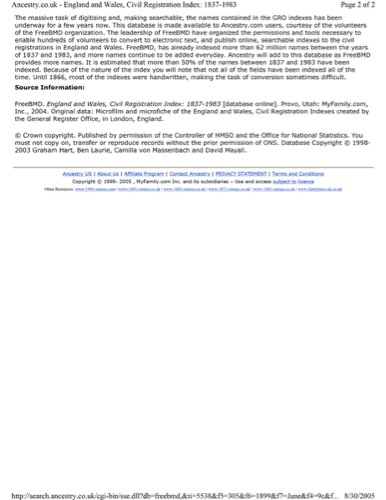 Ancestry.co.uk - England and Wales, Civil Registration Index: 1837-1983 Page 2 of 2
The massive task of digitising and, making searchable, the names contained in the GRO indexes has been
underway for a few years now. This database is made available to Ancestry.com users, courtesy of the volunteers
of the FreeBMD organization. The leadership of FreeBMD have organized the permissions and tools necessary to
enable hundreds of volunteers to convert to electronic text, and publish online, searchable indexes to the civil
registrations in England and Wales. FreeBMD, has already indexed more than 62 million names between the years
of 1837 and 1983, and more names continue to be added everyday. Ancestry will add to this database as FreeBMD
provides more names. It is estimated that more than 50% of the names between 1837 and 1983 have been
indexed. Because of the nature of the index you will note that not all of the fields have been indexed all of the
time. Until 1866, most of the indexes were handwritten, making the task of conversion sometimes difficult.
Source Information:
FreeBMD. England and Wales, Civil Registration Index: 1837-1983 [database online]. Provo, Utah: MyFamily.com,
Inc., 2004. Original data: Microfilm and microfiche of the England and Wales, Civil Registration Indexes created by
the General Register Office, in London, England.
© Crown copyright. Published by permission of the Controller of HMSO and the Office for National Statistics. You
must not copy on, transfer or reproduce records without the prior permission of ONS. Database Copyright © 1998-
2003 Graham Hart, Ben Laurie, Camilla von Massenbach and David Mayall.
Ancestry US | About Us | Affiliate Program | Contact Ancestry | PRIVACY STATEMENT | Terms and Conditions
Copyright © 1998- 2005 , MyFamily.com Inc. and its subsidiaries - Use and access subject to license
Other Resources:
http://search.ancestry.co.uk/cgi-bin/sse.dll?db=freebmd,&ti=5538&f5=305&f6=1899&f7=June&f4=9c&f... 8/30/2005